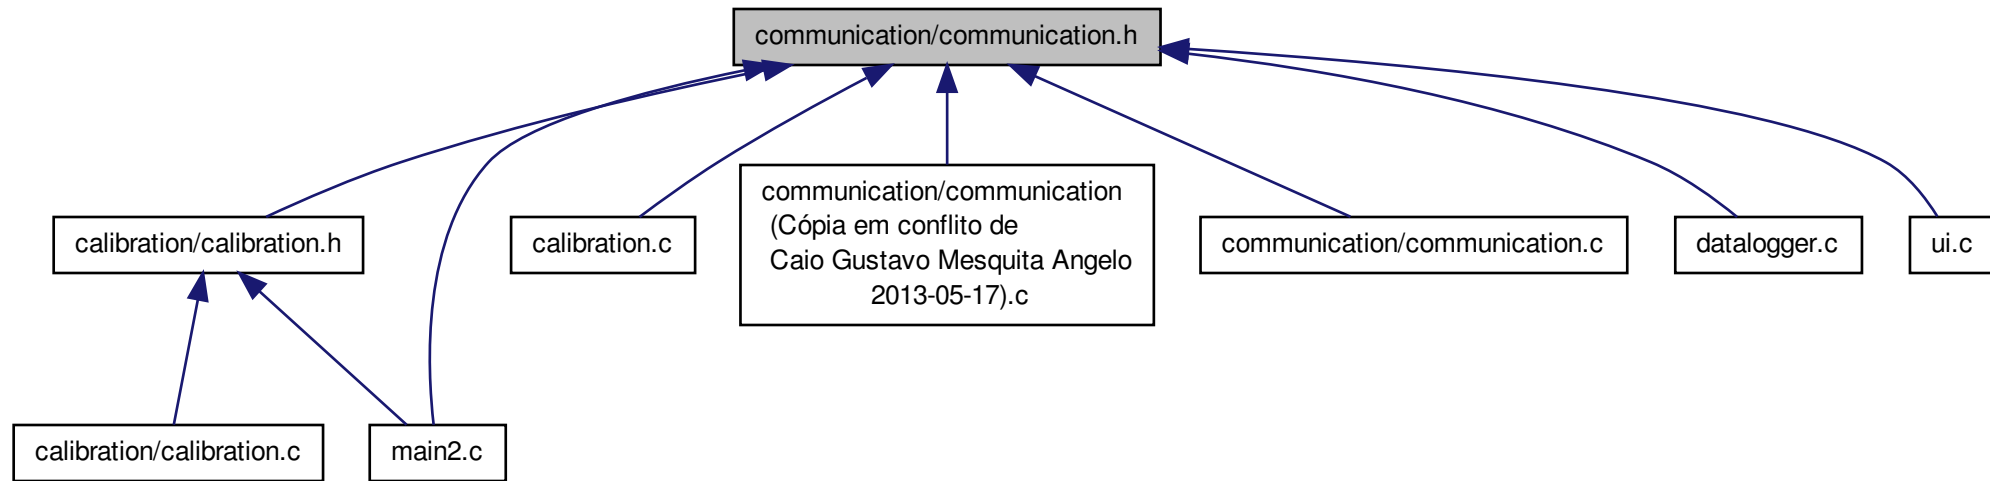 communication/communication.h
calibration/calibration.h
calibration.c
communication/communication
(Cópia em conflito de
Caio Gustavo Mesquita Angelo
2013-05-17).c
communication/communication.c
datalogger.c
ui.c
calibration/calibration.c
main2.c